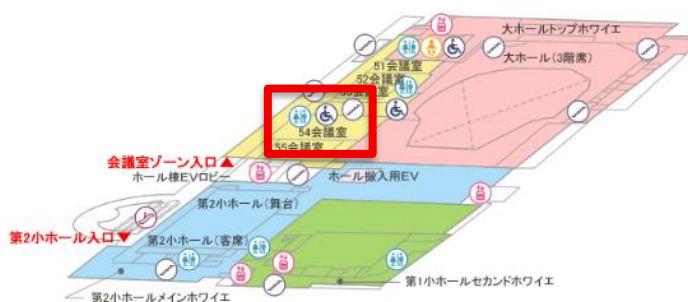 大ホールトップホワイエ
大ホール(3階席)
51会議室
52会議室
53会議室
54会議室
55会議室
会議室ゾーン入口▲
ホール棟EVロビー
ホール搬入用EV
第2小ホール(舞台)
第2小ホール入口▼
第2小ホール(客席)
第1小ホールセカンドホワイエ
第2小ホールメインホワイエ